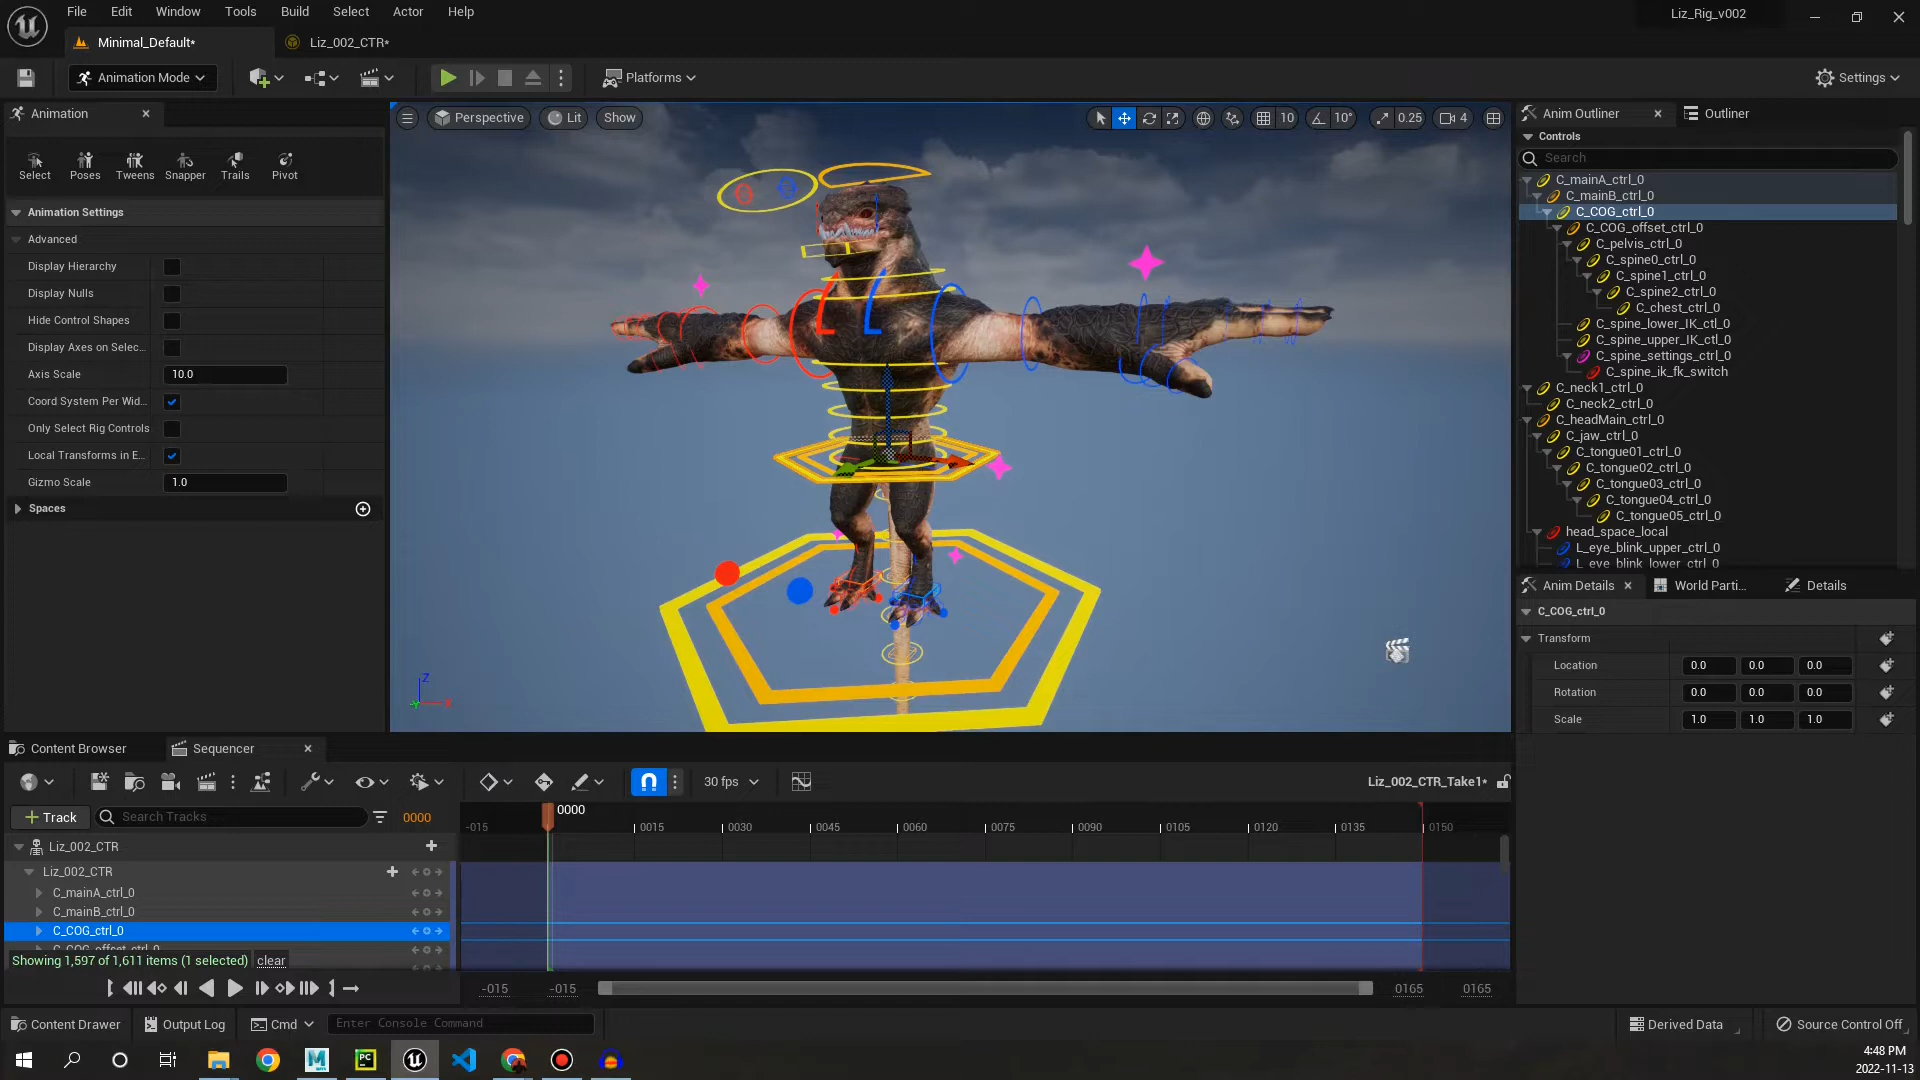 File Edit Window Tools Build Select Actor Help
Liz_Rig_v002
Minimal_Default*
Liz_002_CTR*
Animation Mode
Platforms
Settings
Animation
Select
Poses
Tweens
Snapper
Trails
Pivot
Animation Settings
Advanced
Display Hierarchy
Display Nulls
Hide Control Shapes
Display Axes on Selec...
Axis Scale
10.0
Coord System Per Wid...
Only Select Rig Controls
Local Transforms in E...
Gizmo Scale
1.0
Spaces
Perspective
Lit
Show
10
10°
0.25
4
Z
Anim Outliner
Outliner
Controls
Search
C_mainA_ctrl_0
C_mainB_ctrl_0
C_COG_ctrl_0
C_COG_offset_ctrl_0
C_pelvis_ctrl_0
C_spine0_ctrl_0
C_spine1_ctrl_0
C_spine2_ctrl_0
C_chest_ctrl_0
C_spine_lower_IK_ctl_0
C_spine_upper_IK_ctl_0
C_spine_settings_ctrl_0
C_spine_ik_fk_switch
C_neck1_ctrl_0
C_neck2_ctrl_0
C_headMain_ctrl_0
C_jaw_ctrl_0
C_tongue01_ctrl_0
C_tongue02_ctrl_0
C_tongue03_ctrl_0
C_tongue04_ctrl_0
C_tongue05_ctrl_0
head_space_local
L_eye_blink_upper_ctrl_0
L_eye_blink_lower_ctrl_0
Anim Details
World Parti...
Details
C_COG_ctrl_0
Transform
Location 0.0 0.0 0.0
Rotation 0.0 0.0 0.0
Scale 1.0 1.0 1.0
Content Browser
Sequencer
30 fps
Liz_002_CTR_Take1*
Track
Search Tracks
0000
0000
-015 0015 0030 0045 0060 0075 0090 0105 0120 0135 0150
Liz_002_CTR
Liz_002_CTR
C_mainA_ctrl_0
C_mainB_ctrl_0
C_COG_ctrl_0
C_COG_offset_ctrl_0
Showing 1,597 of 1,611 items (1 selected) clear
-015 -015 0165 0165
Content Drawer
Output Log
Cmd
Enter Console Command
Derived Data
Source Control Off
PC
4:48 PM
2022-11-13